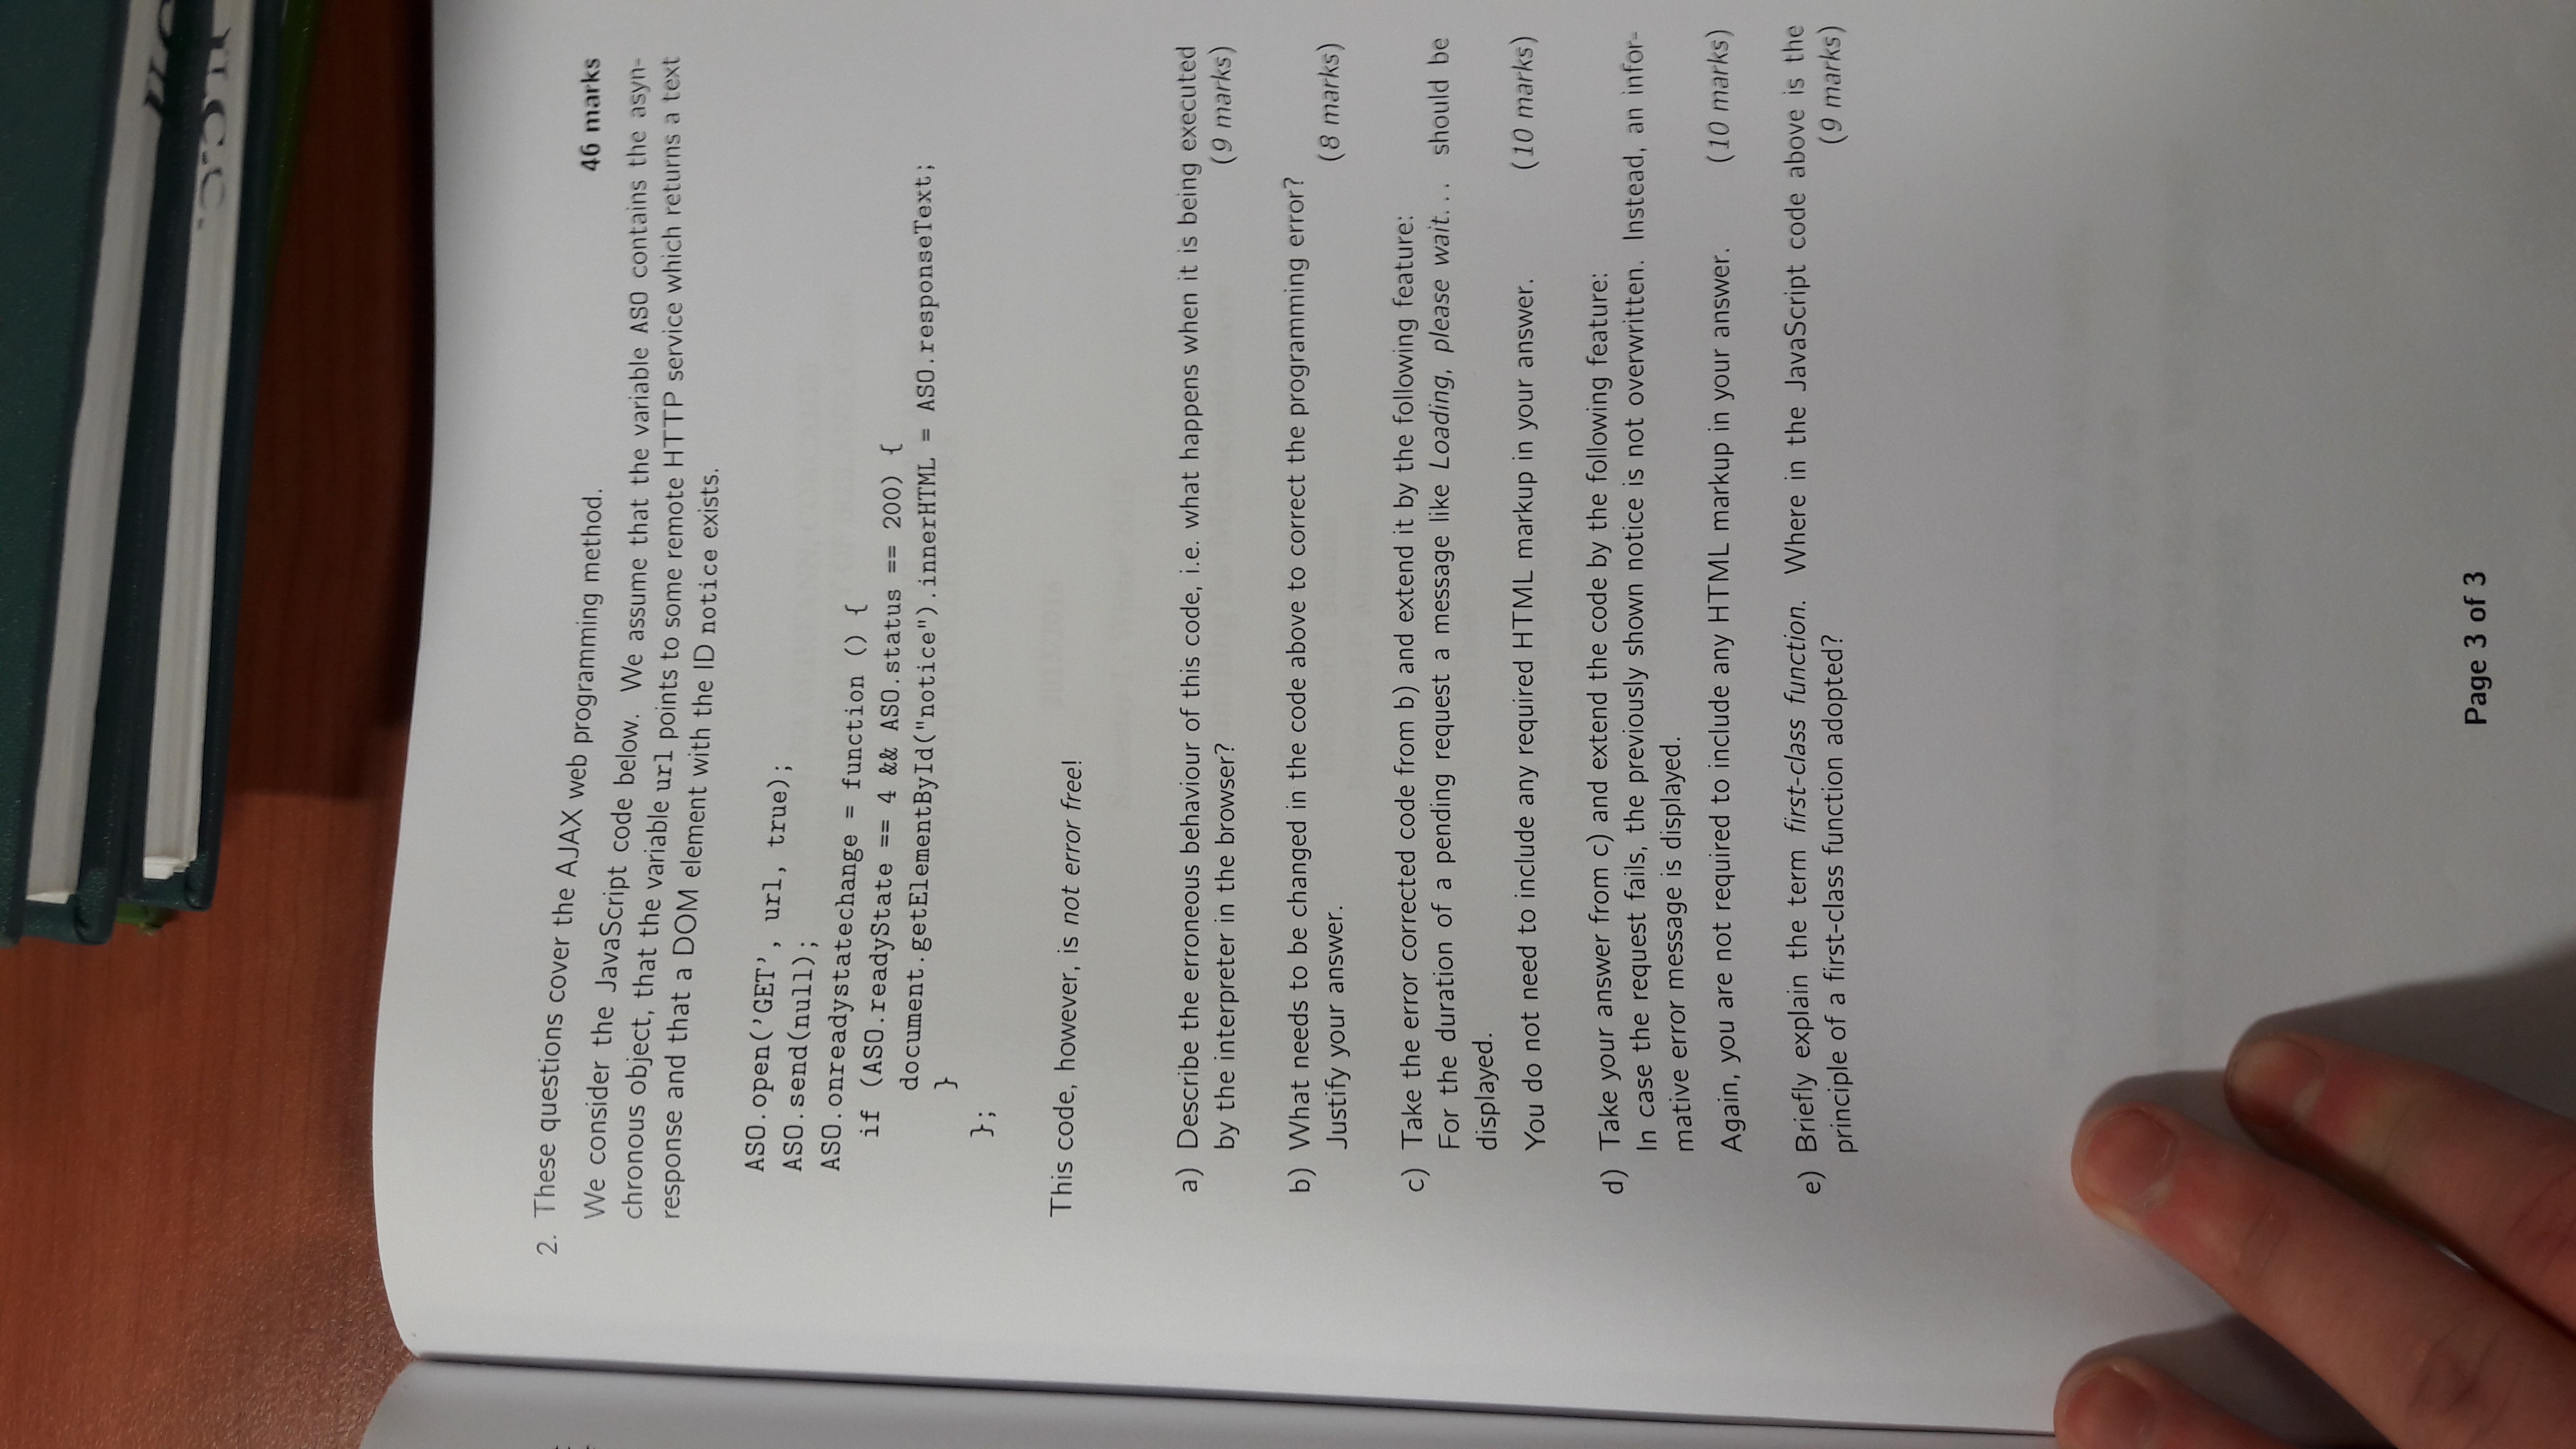 2. These questions cover the AJAX web programming method.
46 marks
We consider the JavaScript code below. We assume that the variable ASO contains the asyn-
chronous object, that the variable url points to some remote HTTP service which returns a text
response and that a DOM element with the ID notice exists.
ASO.open('GET', url, true);
ASO.send(null);
ASO.onreadystatechange = function () {
if (ASO.readyState == 4 && ASO.status == 200) {
document.getElementById("notice").innerHTML = ASO.responseText;
}
};
This code, however, is not error free!
a) Describe the erroneous behaviour of this code, i.e. what happens when it is being executed
by the interpreter in the browser? (9 marks)
b) What needs to be changed in the code above to correct the programming error?
Justify your answer. (8 marks)
c) Take the error corrected code from b) and extend it by the following feature:
For the duration of a pending request a message like Loading, please wait... should be
displayed.
You do not need to include any required HTML markup in your answer. (10 marks)
d) Take your answer from c) and extend the code by the following feature:
In case the request fails, the previously shown notice is not overwritten. Instead, an infor-
mative error message is displayed.
Again, you are not required to include any HTML markup in your answer. (10 marks)
e) Briefly explain the term first-class function. Where in the JavaScript code above is the
principle of a first-class function adopted? (9 marks)
Page 3 of 3